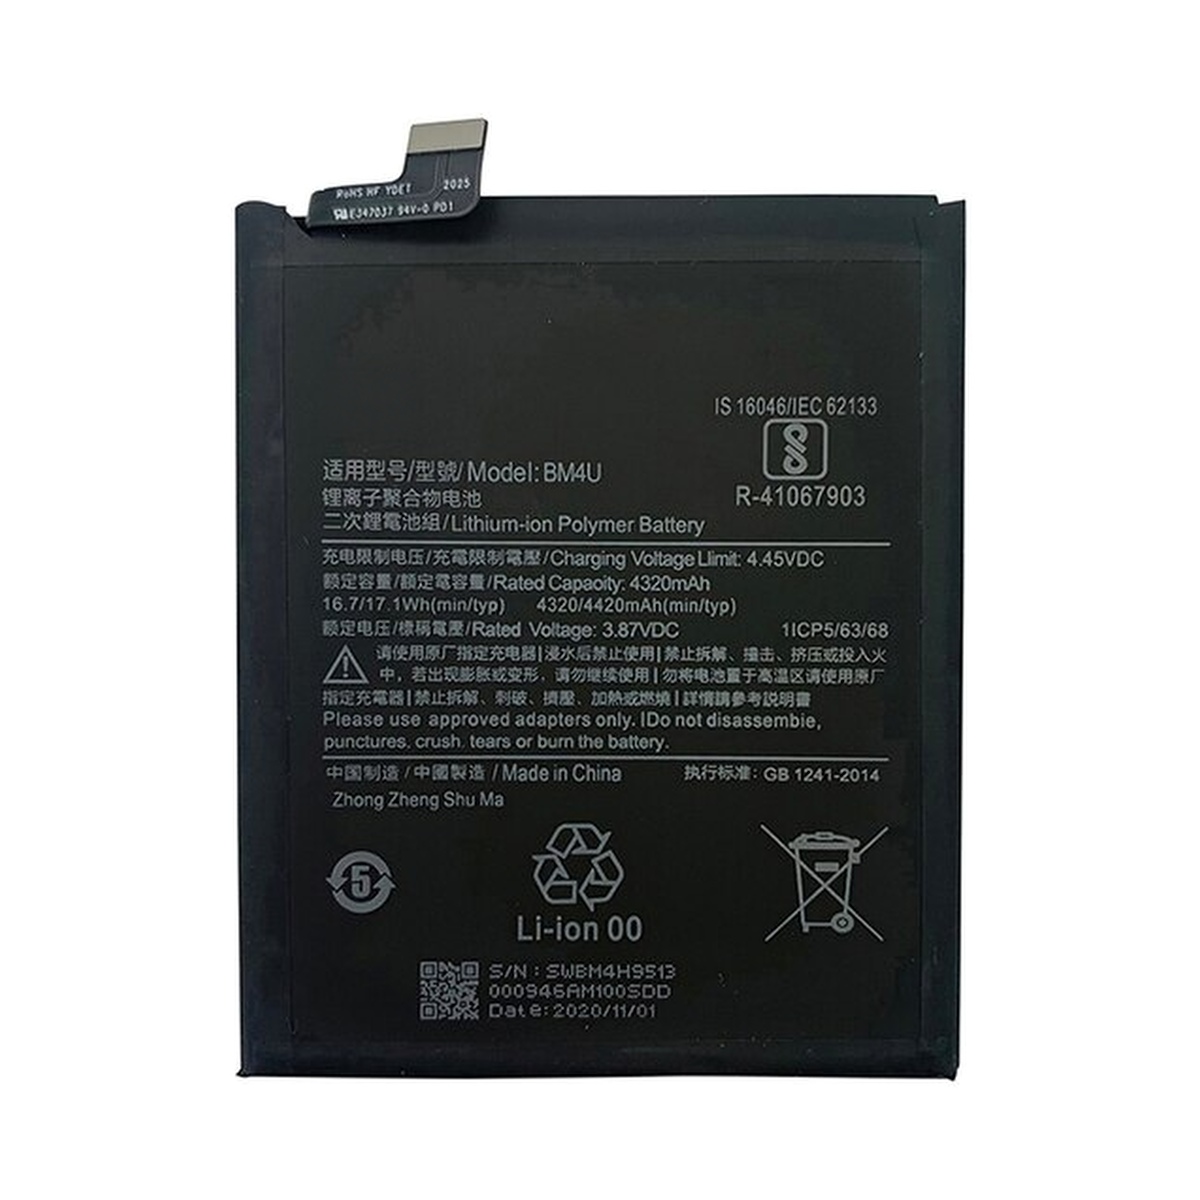 RoHS HF YDE1 2025
E347037 94V-0 PD1
IS 16046/IEC 62133
R-41067903
适用型号/型號/Model: BM4U
锂离子聚合物电池
二次鋰電池組/Lithium-ion Polymer Battery
充电限制电压/充電限制電壓/Charging Voltage Llimit: 4.45VDC
额定容量/額定電容量/Rated Capacity: 4320mAh
16.7/17.1Wh(min/typ) 4320/4420mAh(min/typ)
额定电压/標稱電壓/Rated Voltage: 3.87VDC 1ICP5/63/68
请使用原厂指定充电器|浸水后禁止使用|禁止拆解、撞击、挤压或投入火
中，若出现膨胀或变形，请勿继续使用|勿将电池置于高温区请使用原厂
指定充電器|禁止拆解、刺破、擠壓、加熱或燃燒|詳情請參考説明書
Please use approved adapters only. IDo not disassembie,
punctures. crush. tears or burn the battery.
中国制造/中國製造/Made in China 执行标准: GB 1241-2014
Zhong Zheng Shu Ma
5
Li-ion 00
S/N: SWBM4H9513
000946AM100SDD
Date: 2020/11/01